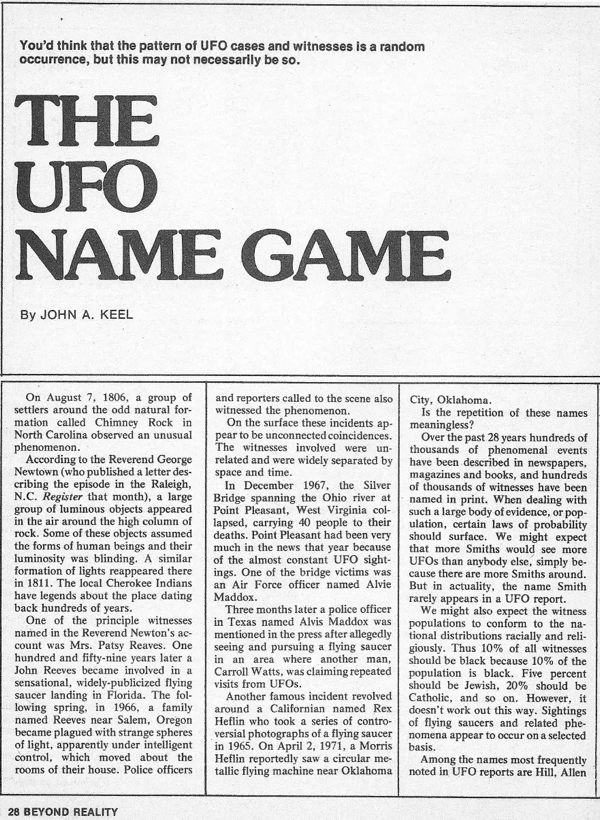 You'd think that the pattern of UFO cases and witnesses is a random
occurrence, but this may not necessarily be so.
THE
UFO
NAME GAME
By JOHN A. KEEL
On August 7, 1806, a group of
settlers around the odd natural for-
mation called Chimney Rock in
North Carolina observed an unusual
phenomenon.
According to the Reverend George
Newtown (who published a letter des-
cribing the episode in the Raleigh,
N.C. Register that month), a large
group of luminous objects appeared
in the air around the high column of
rock. Some of these objects assumed
the forms of human beings and their
luminosity was blinding. A similar
formation of lights reappeared there
in 1811. The local Cherokee Indians
have legends about the place dating
back hundreds of years.
One of the principle witnesses
named in the Reverend Newton's ac-
count was Mrs. Patsy Reaves. One
hundred and fifty-nine years later a
John Reeves became involved in a
sensational, widely-publicized flying
saucer landing in Florida. The fol-
lowing spring, in 1966, a family
named Reeves near Salem, Oregon
became plagued with strange spheres
of light, apparently under intelligent
control, which moved about the
rooms of their house. Police officers
and reporters called to the scene also
witnessed the phenomenon.
On the surface these incidents ap-
pear to be unconnected coincidences.
The witnesses involved were un-
related and were widely separated by
space and time.
In December 1967, the Silver
Bridge spanning the Ohio river at
Point Pleasant, West Virginia col-
lapsed, carrying 40 people to their
deaths. Point Pleasant had been very
much in the news that year because
of the almost constant UFO sight-
ings. One of the bridge victims was
an Air Force officer named Alvie
Maddox.
Three months later a police officer
in Texas named Alvis Maddox was
mentioned in the press after allegedly
seeing and pursuing a flying saucer
in an area where another man,
Carroll Watts, was claiming repeated
visits from UFOs.
Another famous incident revolved
around a Californian named Rex
Heflin who took a series of contro-
versial photographs of a flying saucer
in 1965. On April 2, 1971, a Morris
Heflin reportedly saw a circular me-
tallic flying machine near Oklahoma
City, Oklahoma.
Is the repetition of these names
meaningless?
Over the past 28 years hundreds of
thousands of phenomenal events
have been described in newspapers,
magazines and books, and hundreds
of thousands of witnesses have been
named in print. When dealing with
such a large body of evidence, or pop-
ulation, certain laws of probability
should surface. We might expect
that more Smiths would see more
UFOs than anybody else, simply be-
cause there are more Smiths around.
But in actuality, the name Smith
rarely appears in a UFO report.
We might also expect the witness
populations to conform to the na-
tional distributions racially and reli-
giously. Thus 10% of all witnesses
should be black because 10% of the
population is black. Five percent
should be Jewish, 20% should be
Catholic, and so on. However, it
doesn't work out this way. Sightings
of flying saucers and related phe-
nomena appear to occur on a selected
basis.
Among the names most frequently
noted in UFO reports are Hill, Allen
28 BEYOND REALITY